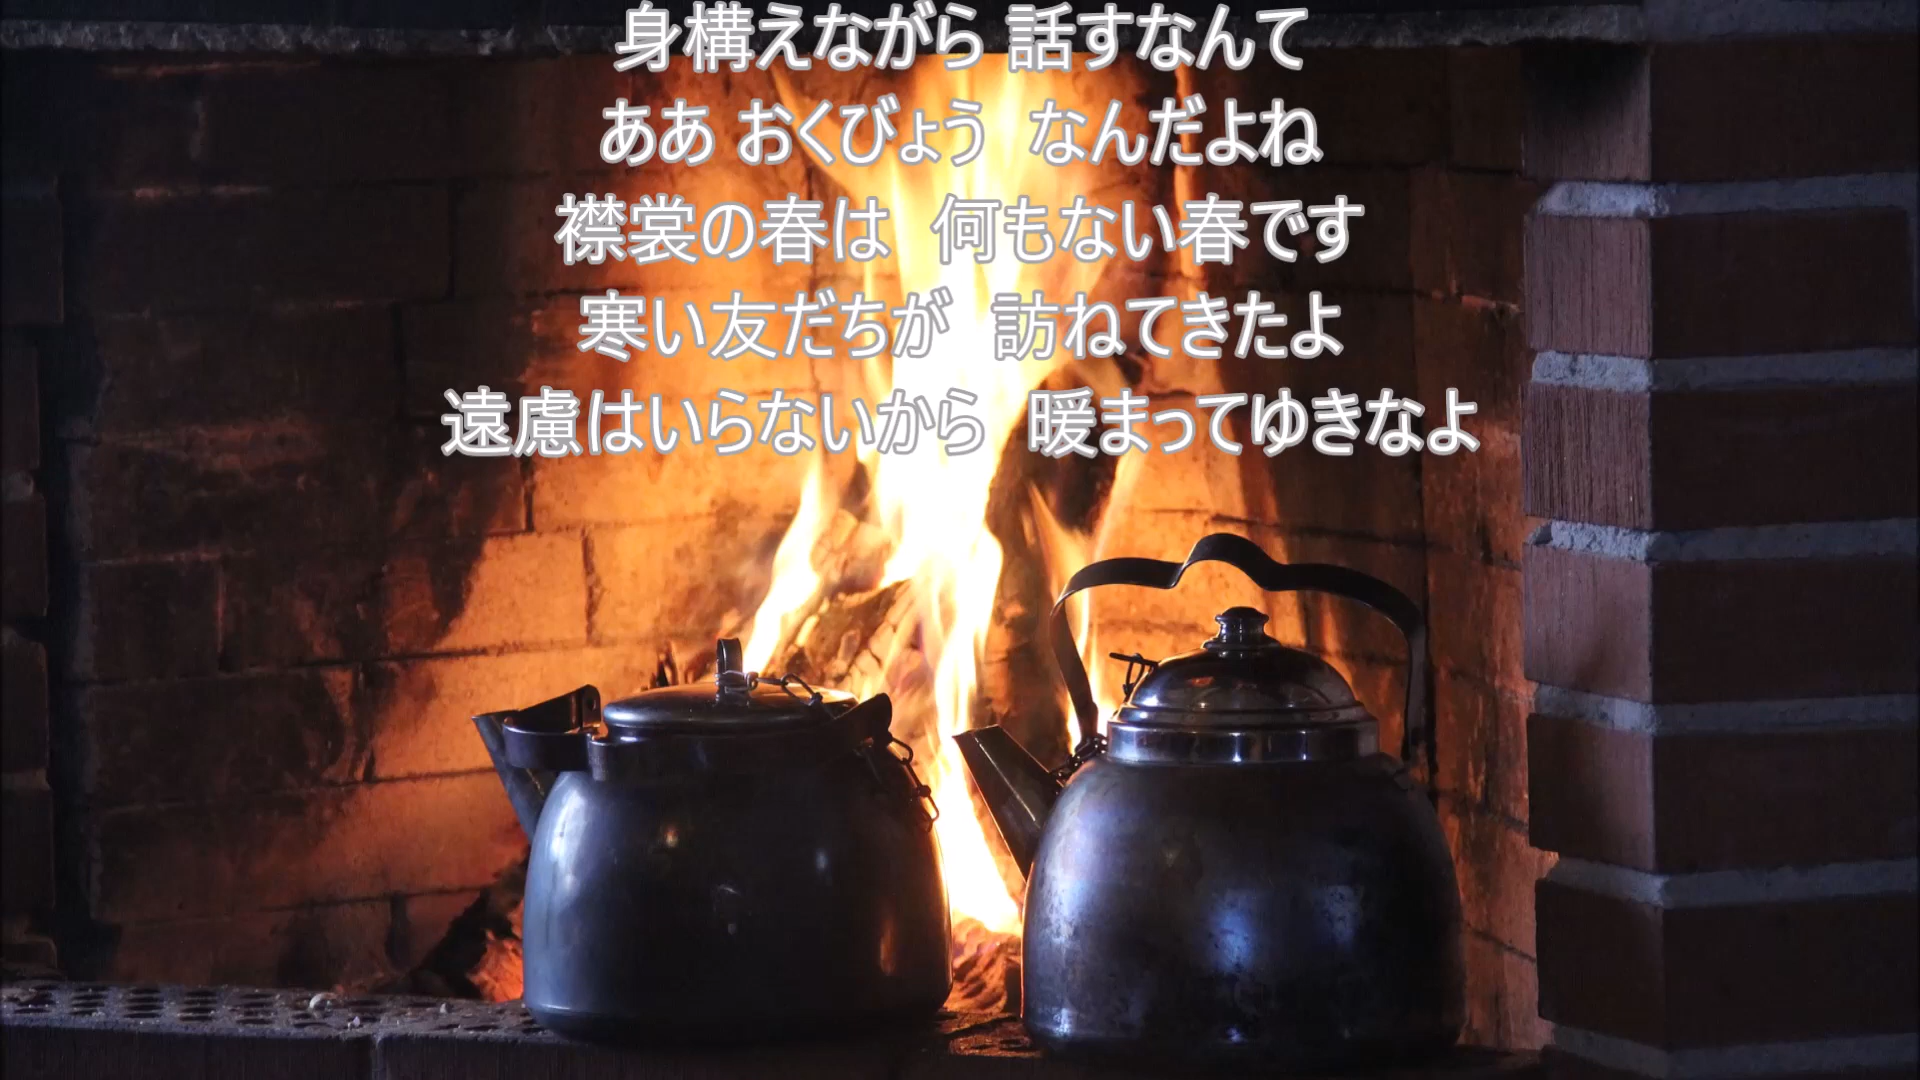 身構えながら 話すなんて
ああ おくびょう なんだよね
襟裳の春は 何もない春です
寒い友だちが 訪ねてきたよ
遠慮はいらないから 暖まってゆきなよ